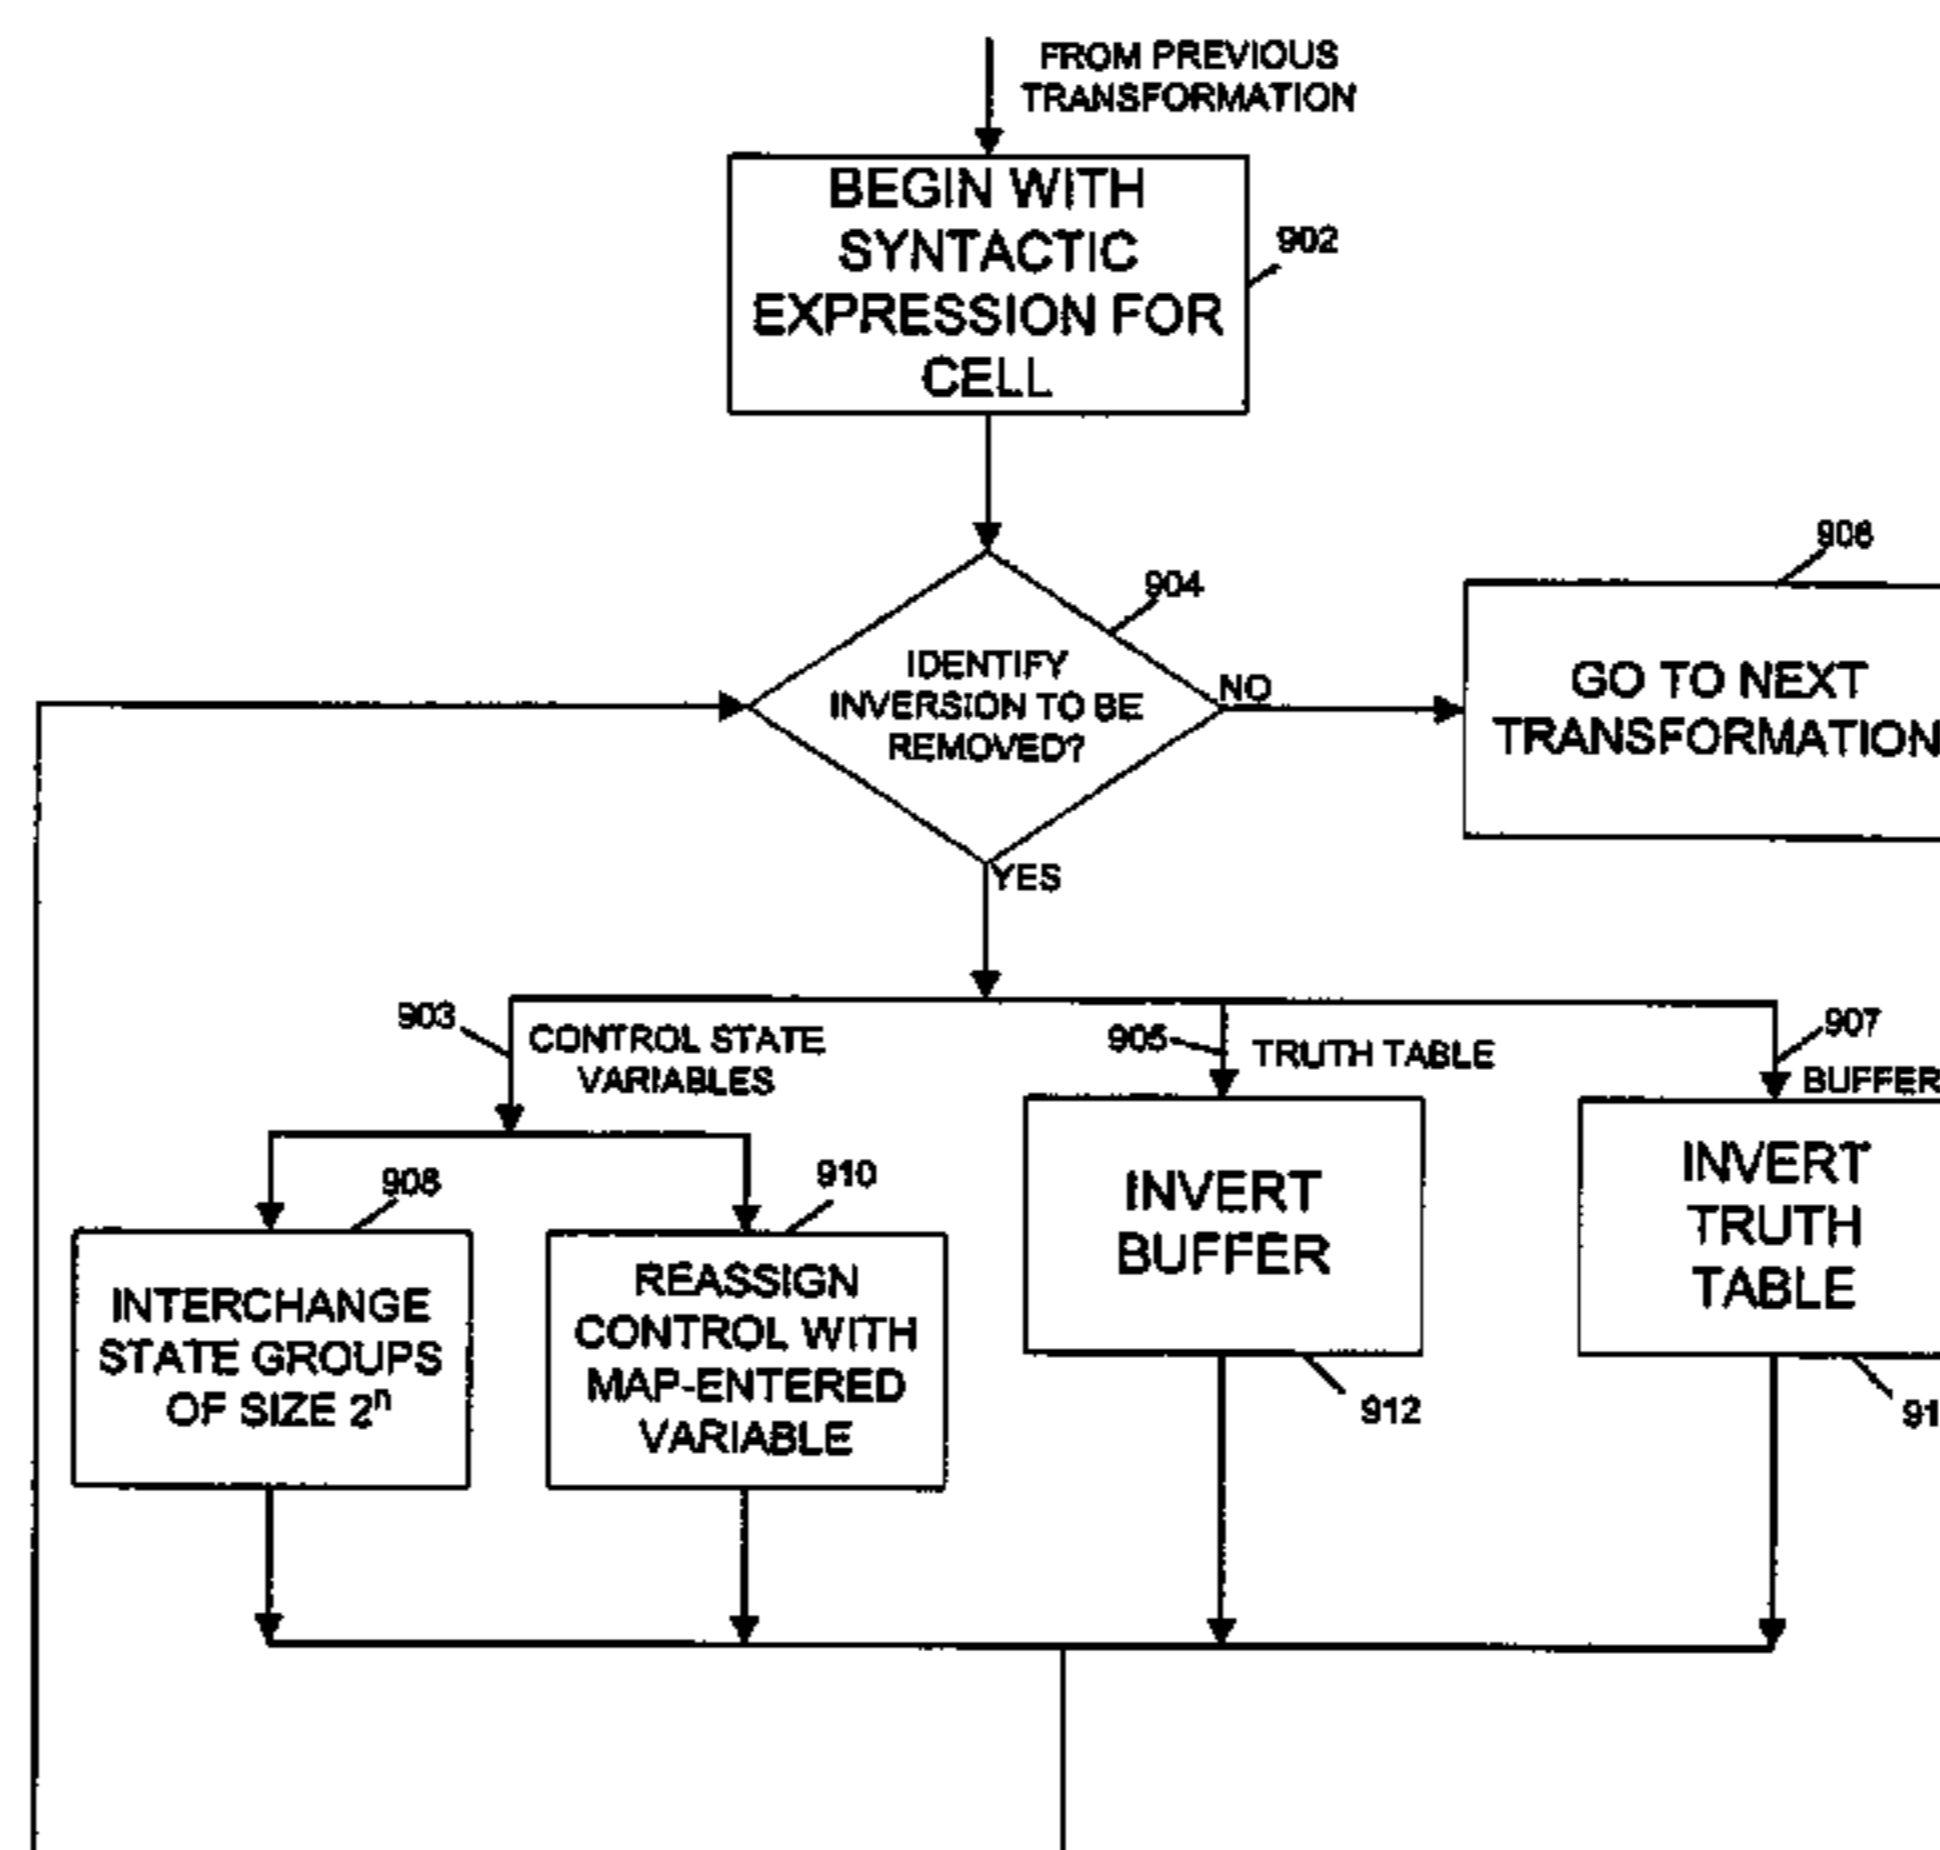 FROM PREVIOUS
TRANSFORMATION
BEGIN WITH
SYNTACTIC
EXPRESSION FOR
CELL
902
904
IDENTIFY
INVERSION TO BE
REMOVED?
NO
906
GO TO NEXT
TRANSFORMATION
YES
903
CONTROL STATE
VARIABLES
905
TRUTH TABLE
907
BUFFER
908
INTERCHANGE
STATE GROUPS
OF SIZE 2ⁿ
910
REASSIGN
CONTROL WITH
MAP-ENTERED
VARIABLE
INVERT
BUFFER
912
INVERT
TRUTH
TABLE
91